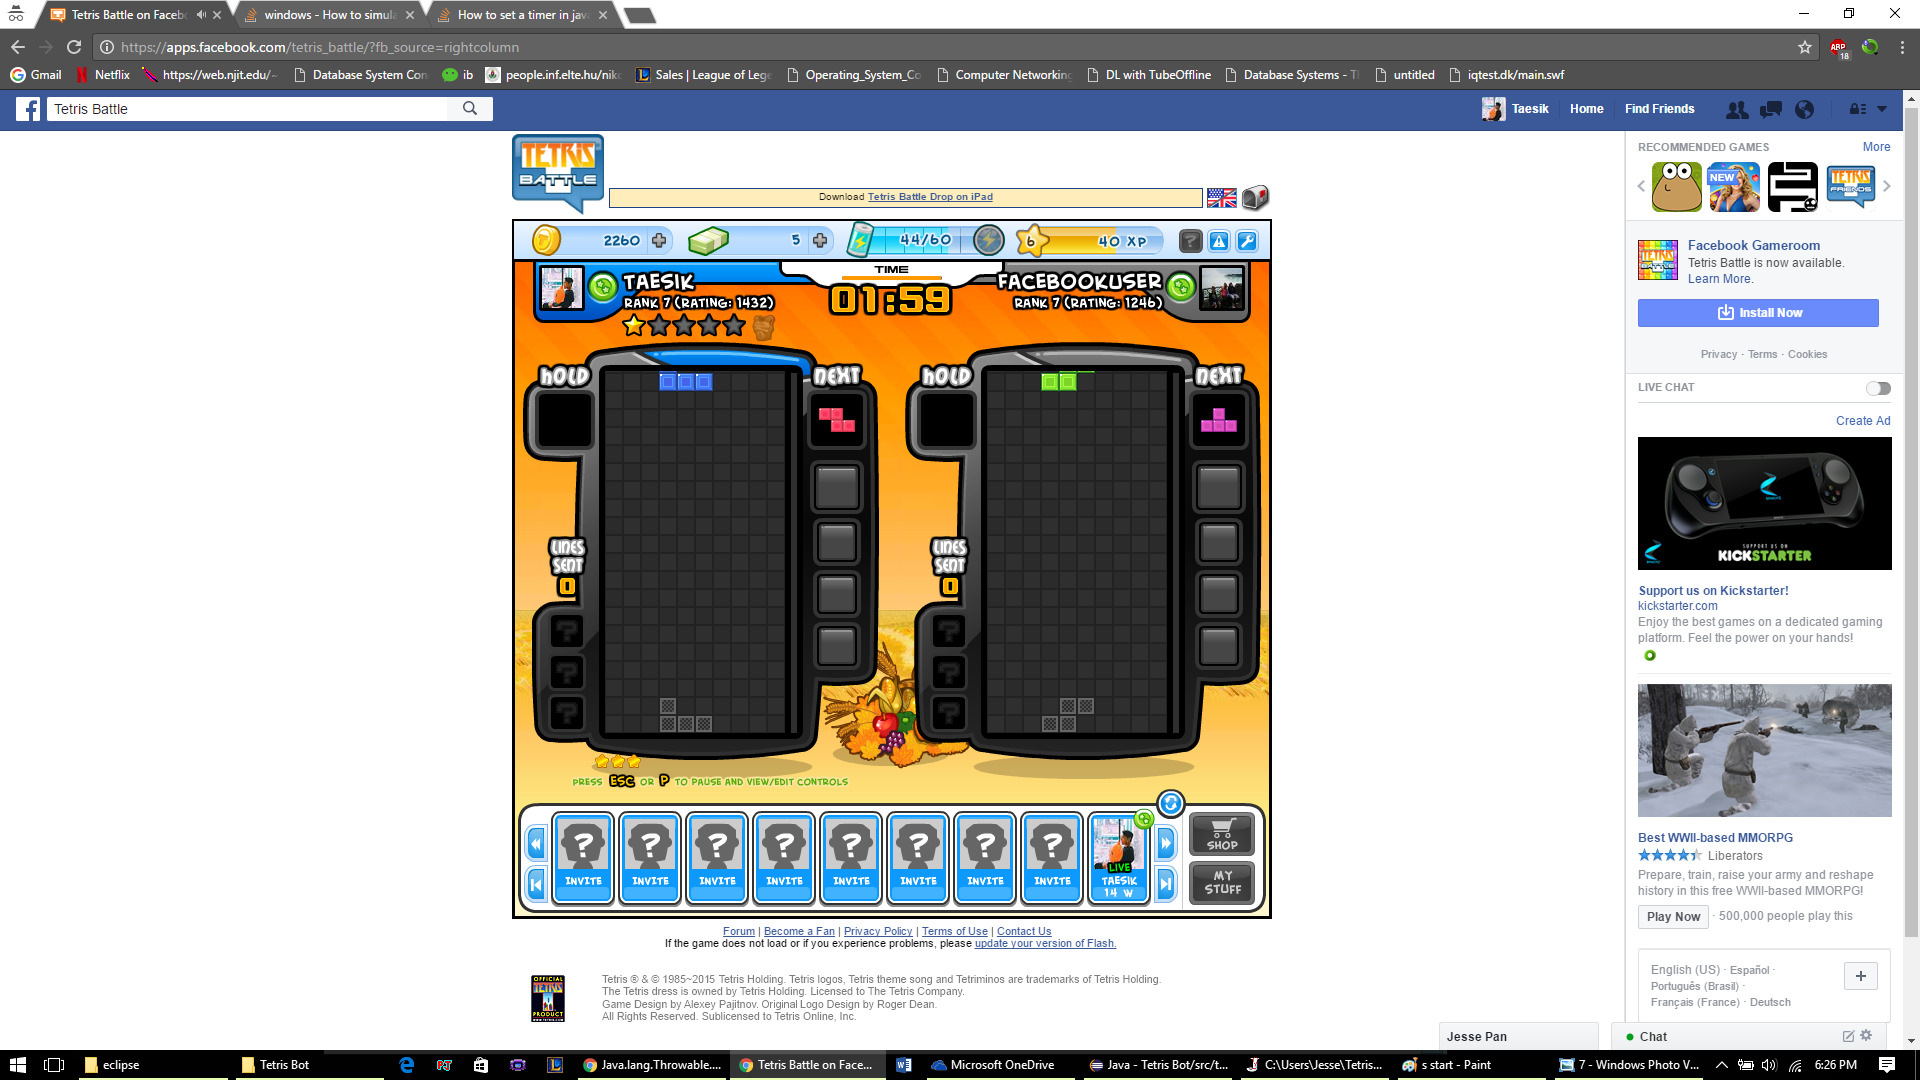 Tetris Battle on Faceb
windows - How to simula
How to set a timer in java
https://apps.facebook.com/tetris_battle/?fb_source=rightcolumn
ABP
18
Gmail
Netflix
https://web.njit.edu/~
Database System Con
ib
people.inf.elte.hu/nik
Sales | League of Lege
Operating_System_Co
Computer Networking
DL with TubeOffline
Database Systems - T
untitled
iqtest.dk/main.swf
Tetris Battle
Taesik
Home
Find Friends
TETRIS
BATTLE
Download Tetris Battle Drop on iPad
2260
5
44/60
6
40 XP
TAESIK
RANK 7 (RATING: 1432)
TIME
01:59
FACEBOOKUSER
RANK 7 (RATING: 1246)
HOLD
NEXT
HOLD
NEXT
LINES
SENT
0
LINES
SENT
0
PRESS ESC OR P TO PAUSE AND VIEW/EDIT CONTROLS
INVITE
INVITE
INVITE
INVITE
INVITE
INVITE
INVITE
INVITE
LIVE
TAESIK
14 W
SHOP
MY
STUFF
Forum | Become a Fan | Privacy Policy | Terms of Use | Contact Us
If the game does not load or if you experience problems, please update your version of Flash.
OFFICIAL
TETRIS
PRODUCT
Tetris ® & © 1985~2015 Tetris Holding. Tetris logos, Tetris theme song and Tetriminos are trademarks of Tetris Holding.
The Tetris dress is owned by Tetris Holding. Licensed to The Tetris Company.
Game Design by Alexey Pajitnov. Original Logo Design by Roger Dean.
All Rights Reserved. Sublicensed to Tetris Online, Inc.
RECOMMENDED GAMES
More
NEW
TETRIS
FRIENDS
Facebook Gameroom
Tetris Battle is now available.
Learn More.
Install Now
Privacy · Terms · Cookies
LIVE CHAT
Create Ad
SUPPORT US ON
KICKSTARTER
Support us on Kickstarter!
kickstarter.com
Enjoy the best games on a dedicated gaming
platform. Feel the power on your hands!
Best WWII-based MMORPG
Liberators
Prepare, train, raise your army and reshape
history in this free WWII-based MMORPG!
Play Now · 500,000 people play this
English (US) · Español ·
Português (Brasil) ·
Français (France) · Deutsch
Jesse Pan
Chat
eclipse
Tetris Bot
Java.lang.Throwable....
Tetris Battle on Face...
Microsoft OneDrive
Java - Tetris Bot/src/t...
C:\Users\Jesse\Tetris...
s start - Paint
7 - Windows Photo V...
6:26 PM